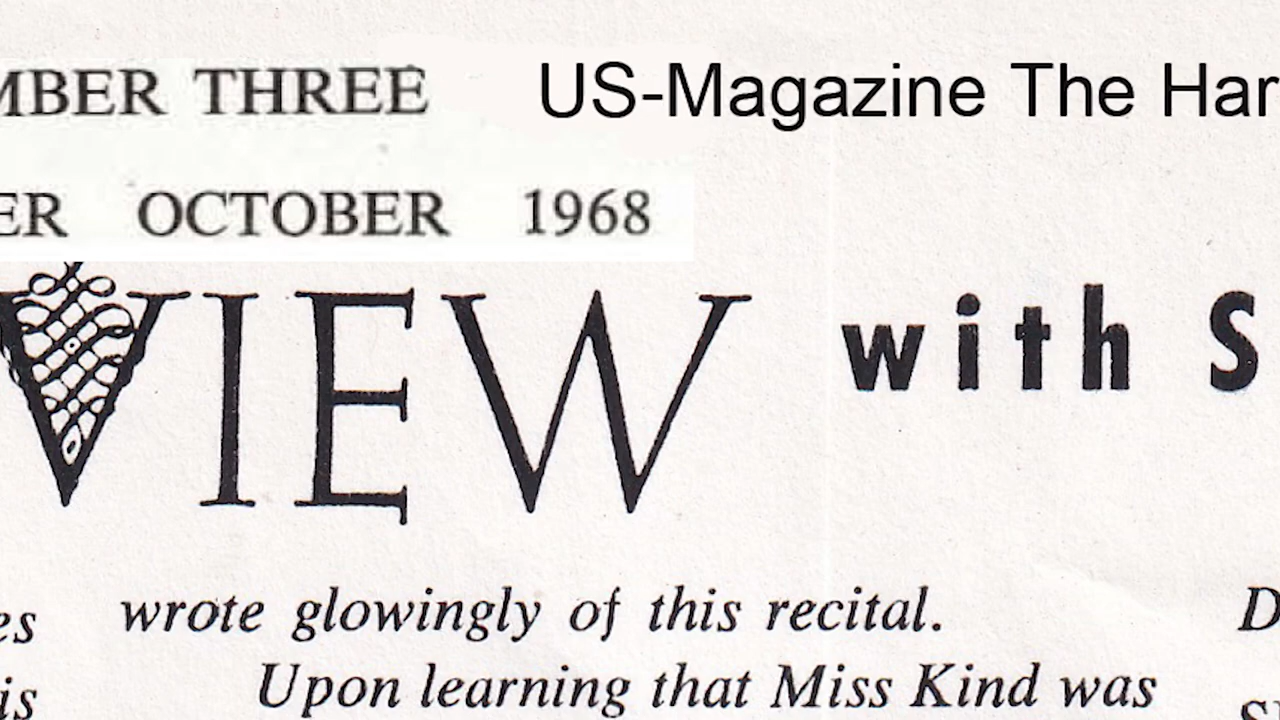 MBER THREE US-Magazine The Har
ER OCTOBER 1968
VIEW with S
es wrote glowingly of this recital. D
is Upon learning that Miss Kind was